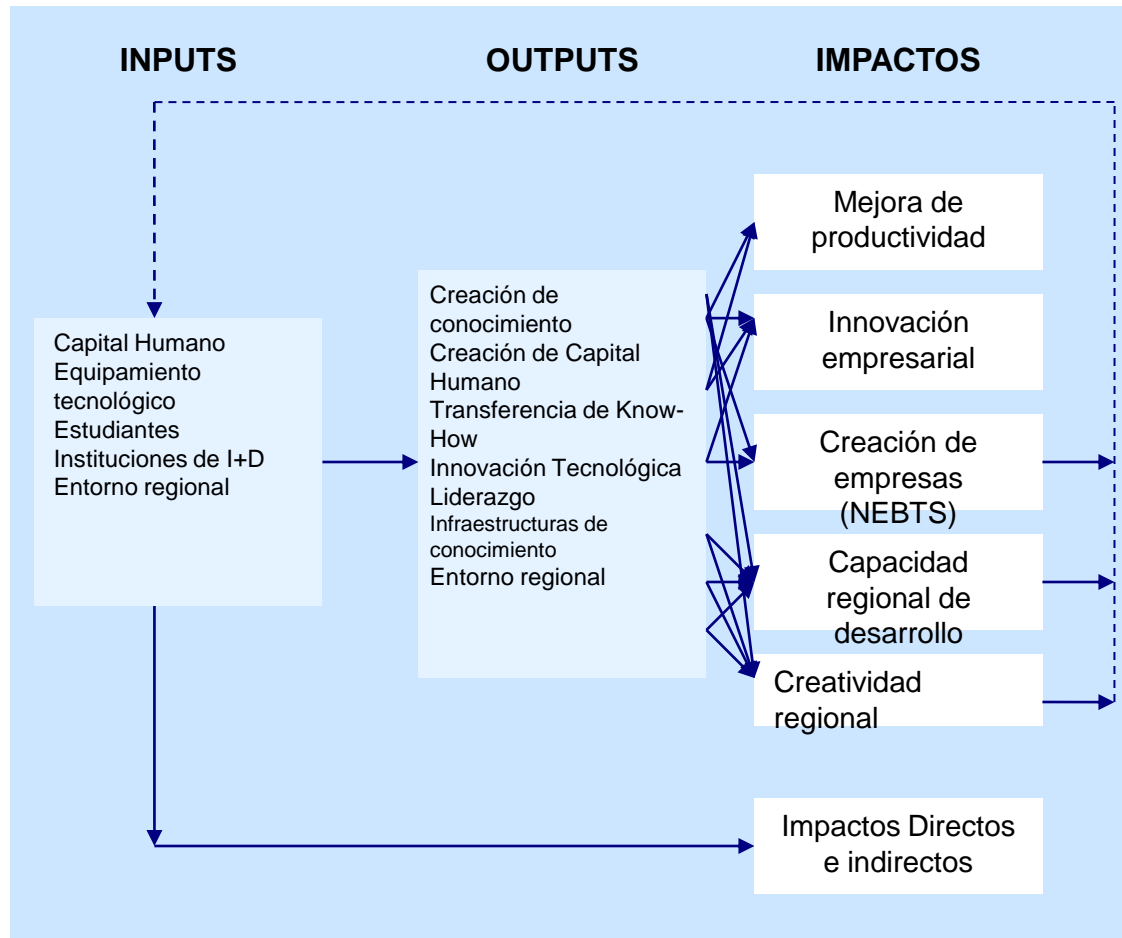 INPUTS
OUTPUTS
IMPACTOS
Capital Humano
Equipamiento
tecnológico
Estudiantes
Instituciones de I+D
Entorno regional
Creación de
conocimiento
Creación de Capital
Humano
Transferencia de Know-
How
Innovación Tecnológica
Liderazgo
Infraestructuras de
conocimiento
Entorno regional
Mejora de
productividad
Innovación
empresarial
Creación de
empresas
(NEBTS)
Capacidad
regional de
desarrollo
Creatividad
regional
Impactos Directos
e indirectos